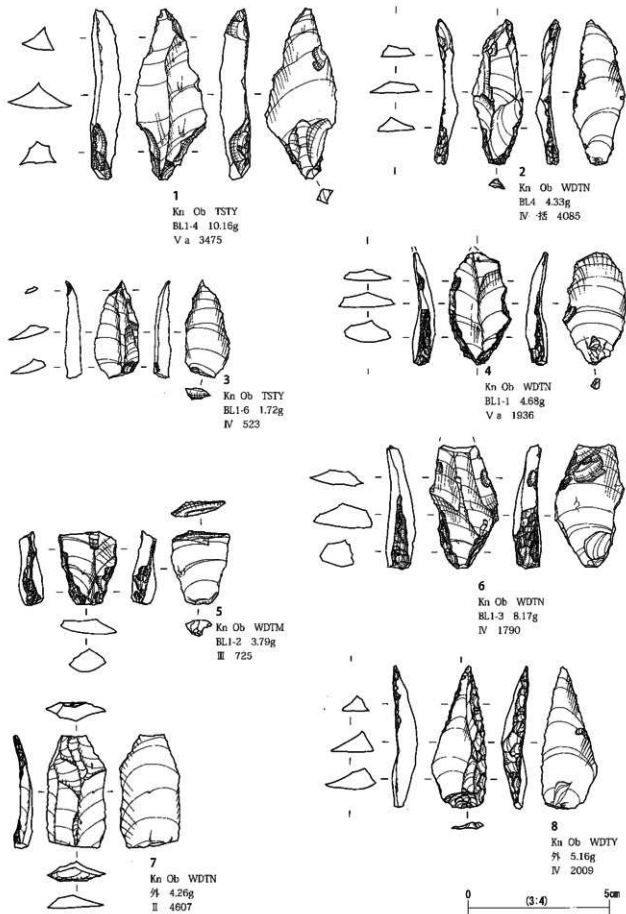 1
Kn Ob TSTY
BL1-4 10.16g
Ⅴa 3475
2
Kn Ob WDTN
BL4 4.33g
Ⅳ 括 4085
3
Kn Ob TSTY
BL1-6 1.72g
Ⅳ 523
4
Kn Ob WDTN
BL1-1 4.68g
Ⅴa 1936
5
Kn Ob WDTM
BL1-2 3.79g
Ⅲ 725
6
Kn Ob WDTN
BL1-3 8.17g
Ⅳ 1790
7
Kn Ob WDTN
外 4.26g
Ⅱ 4607
8
Kn Ob WDTY
外 5.16g
Ⅳ 2009
0 (3:4) 5cm